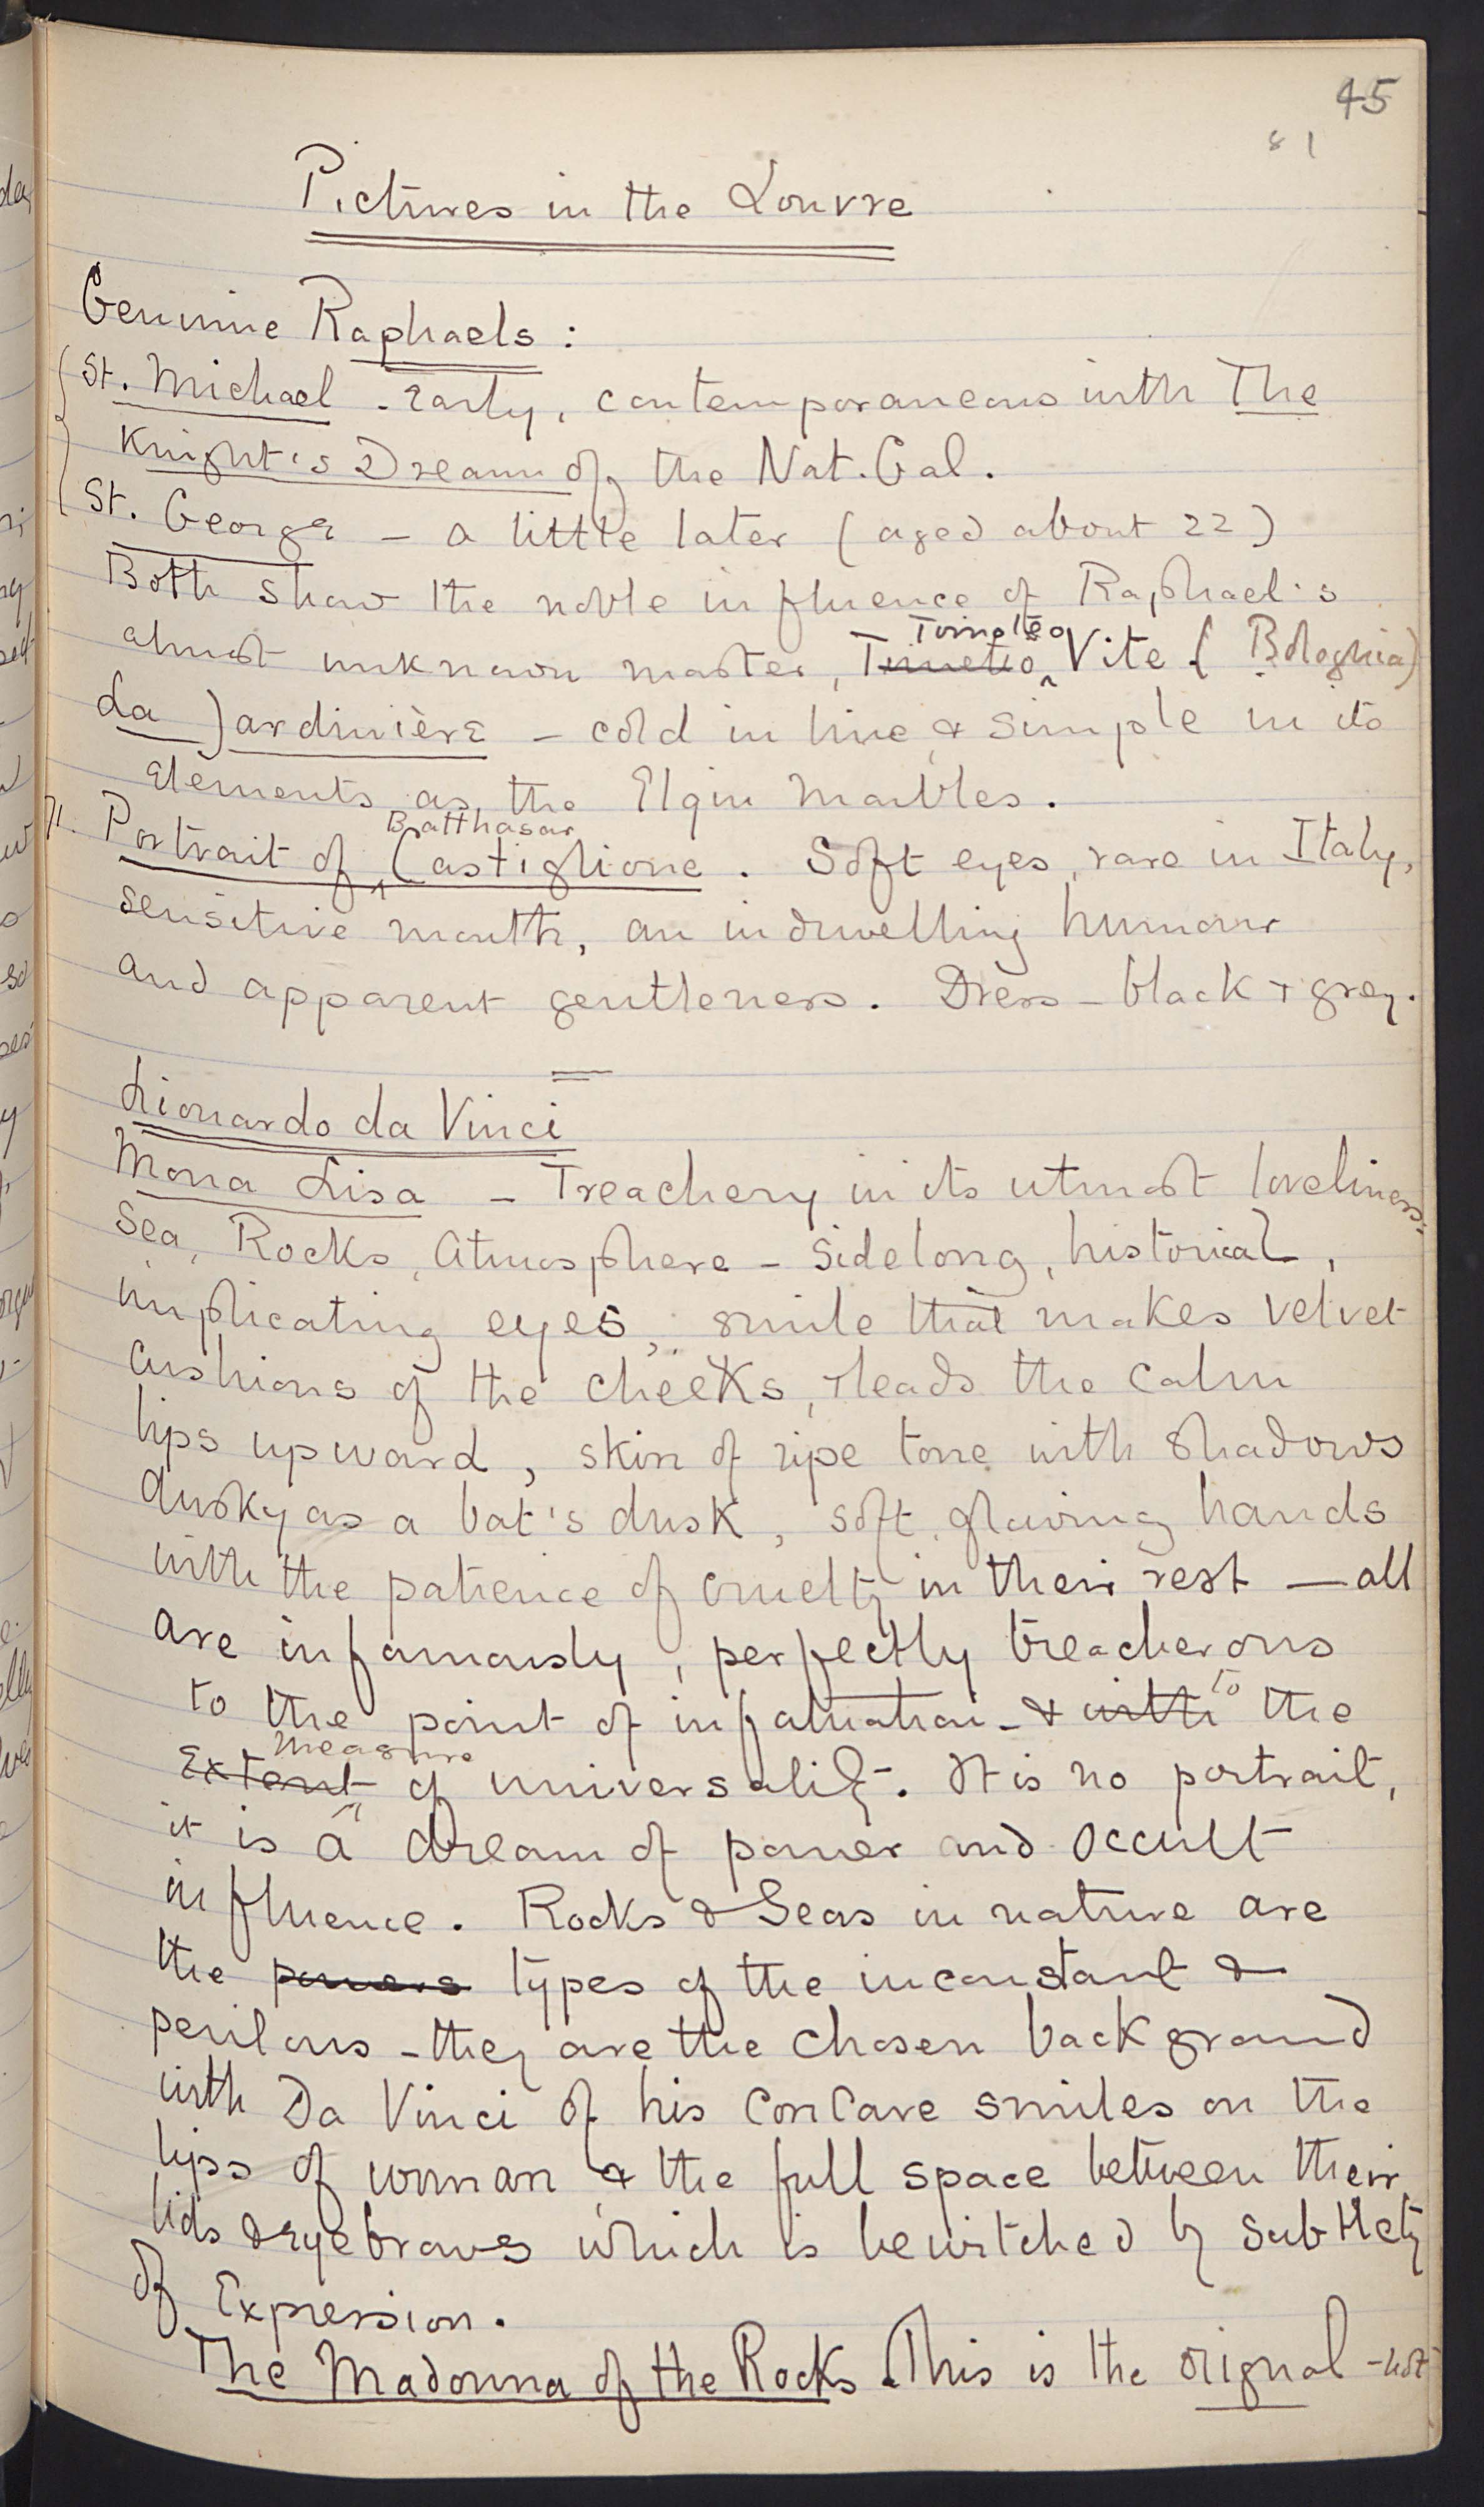 45
81
Pictures in the Louvre
Genuine Raphaels:
St. Michael - Early, contemporaneous with The
Knight's Dream of the Nat. Gal.
St. George - a little later (aged about 22)
Both show the noble influence of Raphael's
Timoteo
almost unknown master, Timetio Vite (Bologna)
La Jardinière - cold in line & simple in its
elements as the Elgin Marbles.
Batthasar
Portrait of Castiglione. Soft eyes, rare in Italy,
sensitive mouth, an indwelling humour
and apparent gentleness. Dress - black & grey.
Lionardo da Vinci
Mona Lisa - Treachery in its utmost loveliness.
Sea, Rocks, Atmosphere - Sidelong, historical,
implicating eyes, smile that makes velvet
cushions of the cheeks, & leads the calm
lips upward, skin of ripe tone with shadows
dusky as a bat's dusk, soft, glowing hands
with the patience of cruelty in their rest — all
are infamously, perfectly treacherous
to the point of infatuation - & with to the
measure
Extent of universality. It is no portrait,
it is a dream of power and occult
influence. Rocks & Seas in nature are
the powers types of the inconstant &
perilous - they are the chosen background
with Da Vinci of his concave smiles on the
lips of woman & the full space between their
lids & eyebrows which is bewitched by subtlety
of Expression.
The Madonna of the Rocks. This is the orignal - not